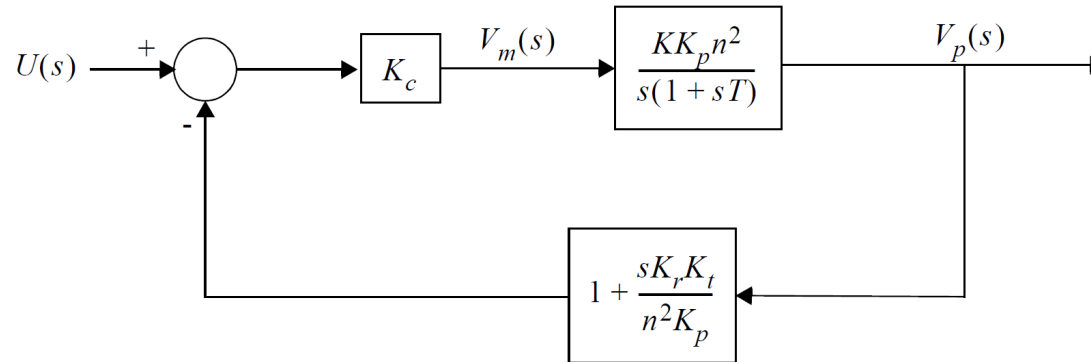 U(s)
+
-
K_c
V_m(s)
KK_p n^2
s(1 + sT)
V_p(s)
1 + sK_r K_t
n^2 K_p